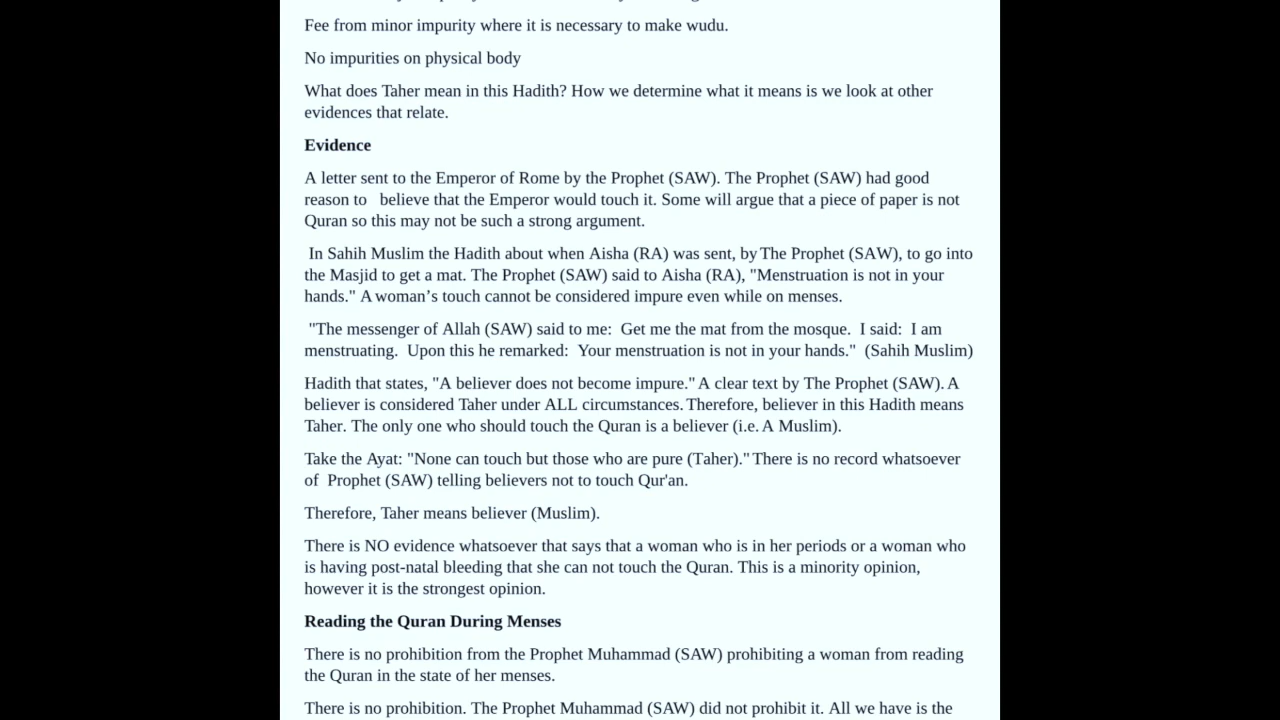 Fee from minor impurity where it is necessary to make wudu.
No impurities on physical body
What does Taher mean in this Hadith? How we determine what it means is we look at other
evidences that relate.
Evidence
A letter sent to the Emperor of Rome by the Prophet (SAW). The Prophet (SAW) had good
reason to   believe that the Emperor would touch it. Some will argue that a piece of paper is not
Quran so this may not be such a strong argument.
In Sahih Muslim the Hadith about when Aisha (RA) was sent, by The Prophet (SAW), to go into
the Masjid to get a mat. The Prophet (SAW) said to Aisha (RA), "Menstruation is not in your
hands." A woman’s touch cannot be considered impure even while on menses.
"The messenger of Allah (SAW) said to me:  Get me the mat from the mosque.  I said:  I am
menstruating.  Upon this he remarked:  Your menstruation is not in your hands."  (Sahih Muslim)
Hadith that states, "A believer does not become impure." A clear text by The Prophet (SAW). A
believer is considered Taher under ALL circumstances. Therefore, believer in this Hadith means
Taher. The only one who should touch the Quran is a believer (i.e. A Muslim).
Take the Ayat: "None can touch but those who are pure (Taher)." There is no record whatsoever
of  Prophet (SAW) telling believers not to touch Qur'an.
Therefore, Taher means believer (Muslim).
There is NO evidence whatsoever that says that a woman who is in her periods or a woman who
is having post-natal bleeding that she can not touch the Quran. This is a minority opinion,
however it is the strongest opinion.
Reading the Quran During Menses
There is no prohibition from the Prophet Muhammad (SAW) prohibiting a woman from reading
the Quran in the state of her menses.
There is no prohibition. The Prophet Muhammad (SAW) did not prohibit it. All we have is the